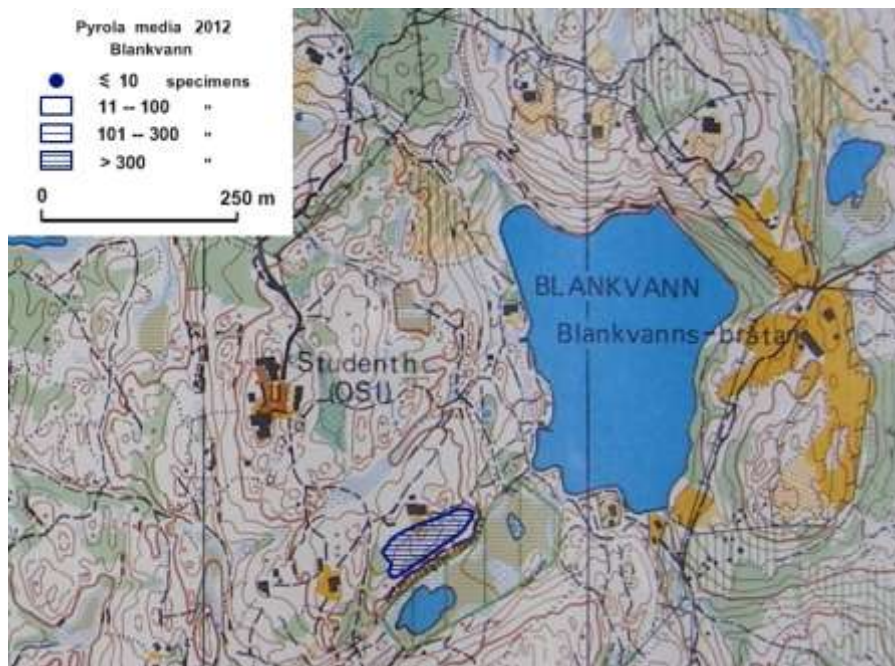 Pyrola media 2012
Blankvann
≤ 10 specimens
11 – 100 "
101 – 300 "
> 300 "
0 250 m
BLANKVANN
Blankvanns-bråtan
Studenth.
(OSI)